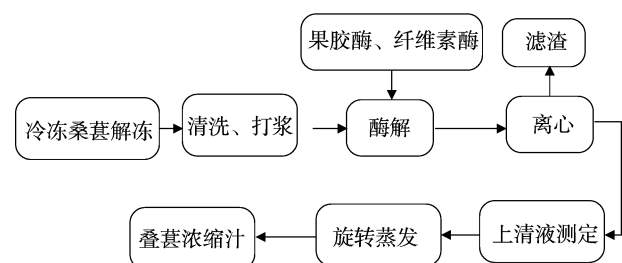 果胶酶、纤维素酶
滤渣
冷冻桑葚解冻
清洗、打浆
酶解
离心
叠葚浓缩汁
旋转蒸发
上清液测定